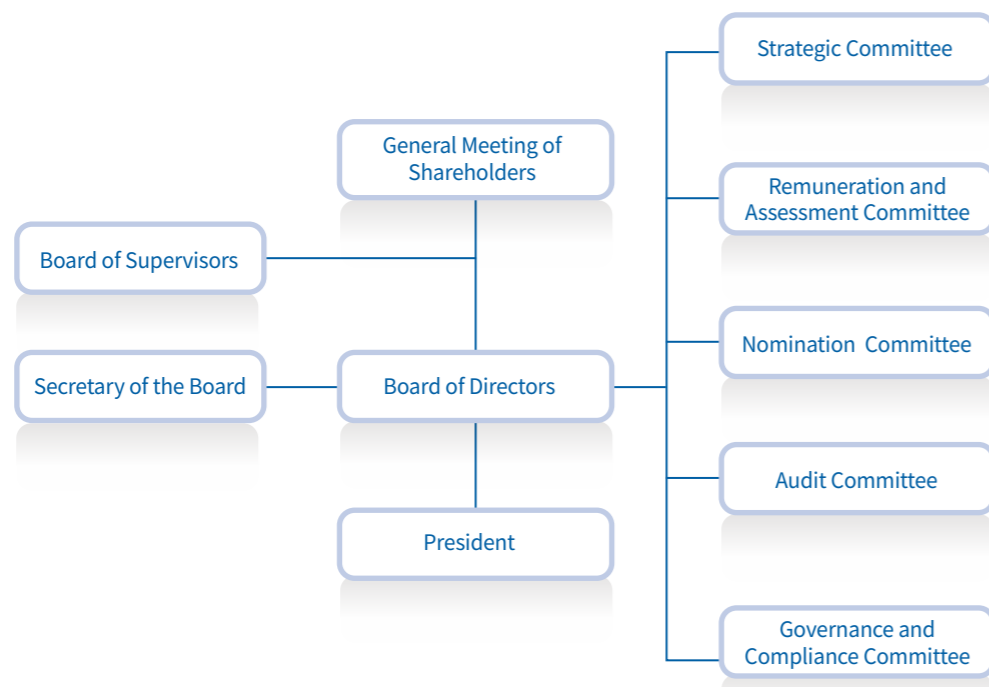 Strategic Committee
General Meeting of
Shareholders
Remuneration and
Assessment Committee
Board of Supervisors
Nomination Committee
Secretary of the Board
Board of Directors
Audit Committee
President
Governance and
Compliance Committee